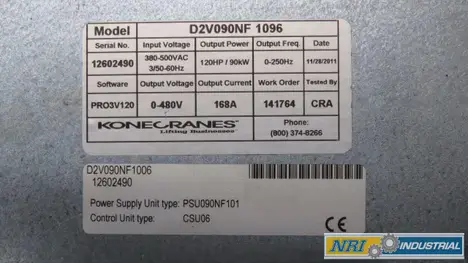 Model D2V090NF 1096
Serial No. Input Voltage Output Power Output Freq. Date
12602490 380-500VAC 3/50-60Hz 120HP / 90kW 0-250Hz 11/28/2011
Software Output Voltage Output Current Work Order Tested By
PRO3V120 0-480V 168A 141764 CRA
KONECRANES Phone:
Lifting Businesses™ (800) 374-8266
D2V090NF1006
12602490
Power Supply Unit type: PSU090NF101
Control Unit type: CSU06
CE
NRI INDUSTRIAL